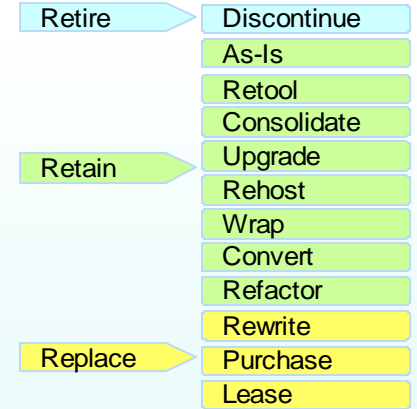 Retire
Discontinue
As-Is
Retool
Consolidate
Retain
Upgrade
Rehost
Wrap
Convert
Refactor
Rewrite
Replace
Purchase
Lease